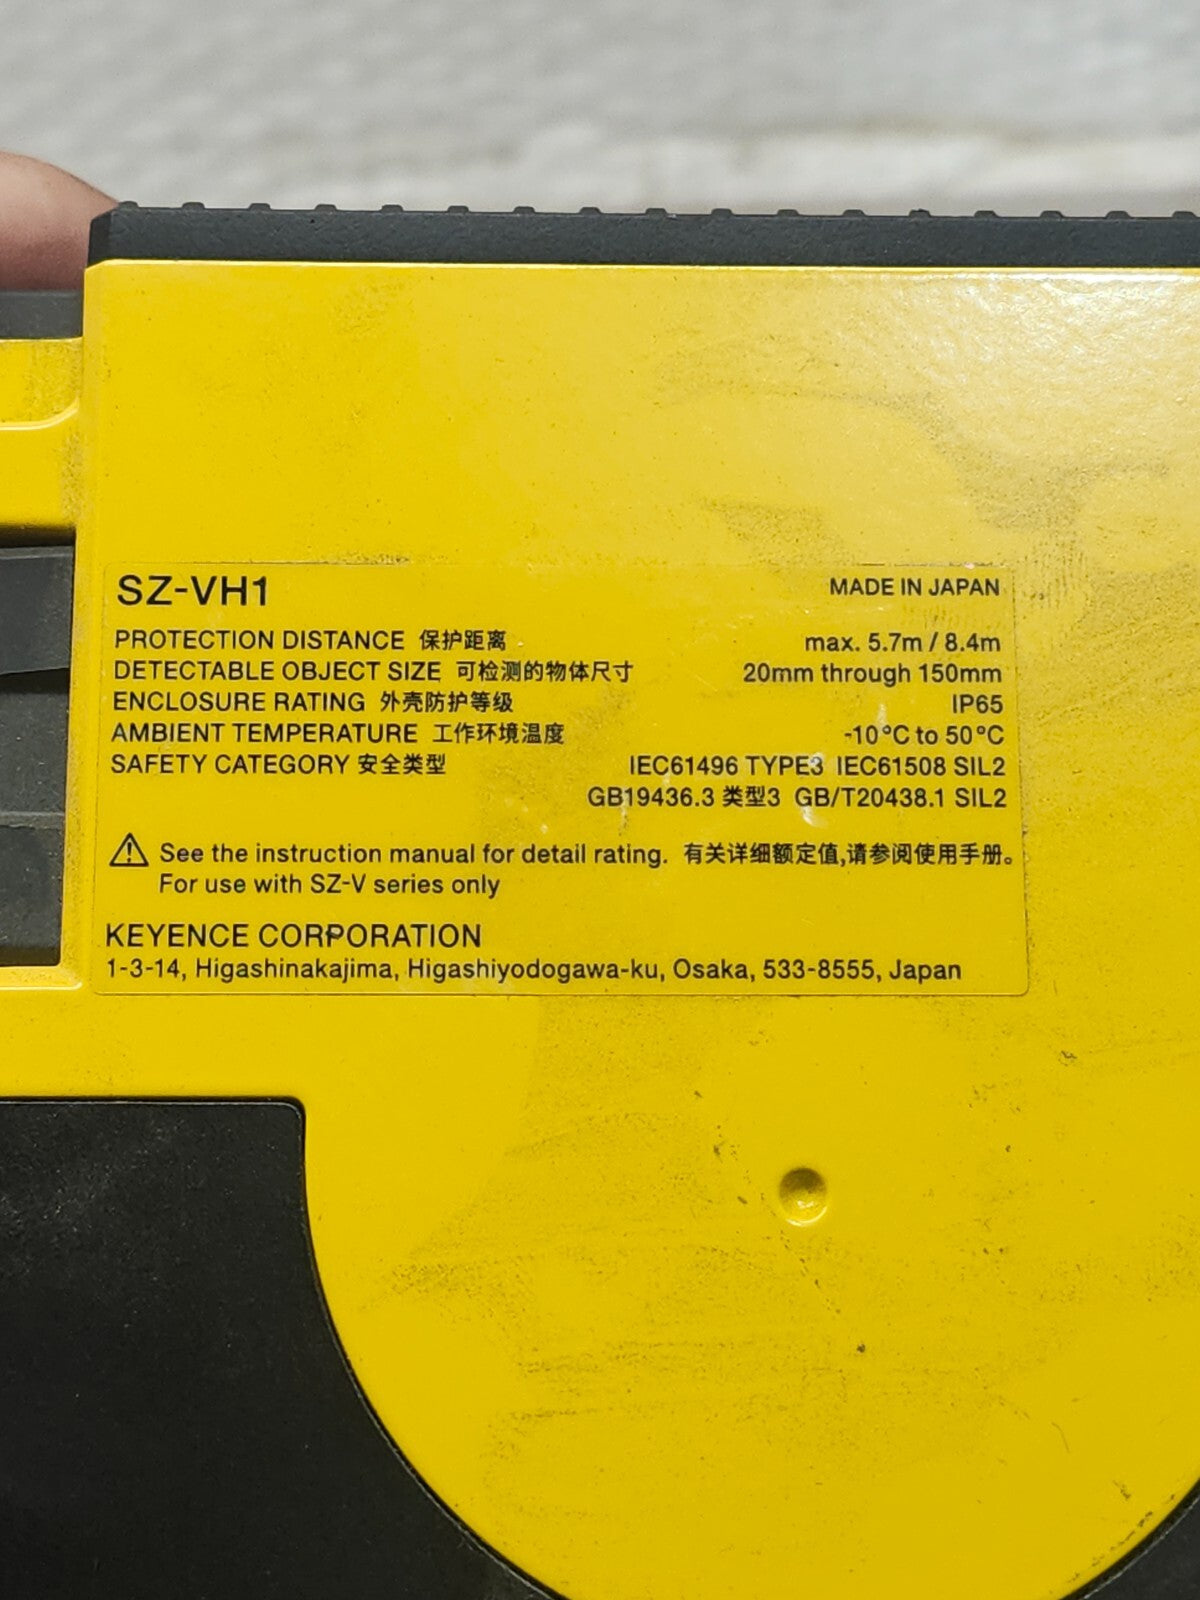 SZ-VH1 MADE IN JAPAN
PROTECTION DISTANCE 保护距离 max. 5.7m / 8.4m
DETECTABLE OBJECT SIZE 可检测的物体尺寸 20mm through 150mm
ENCLOSURE RATING 外壳防护等级 IP65
AMBIENT TEMPERATURE 工作环境温度 -10°C to 50°C
SAFETY CATEGORY 安全类型 IEC61496 TYPE3 IEC61508 SIL2
GB19436.3 类型3 GB/T20438.1 SIL2
⚠ See the instruction manual for detail rating. 有关详细额定值,请参阅使用手册。
For use with SZ-V series only
KEYENCE CORPORATION
1-3-14, Higashinakajima, Higashiyodogawa-ku, Osaka, 533-8555, Japan